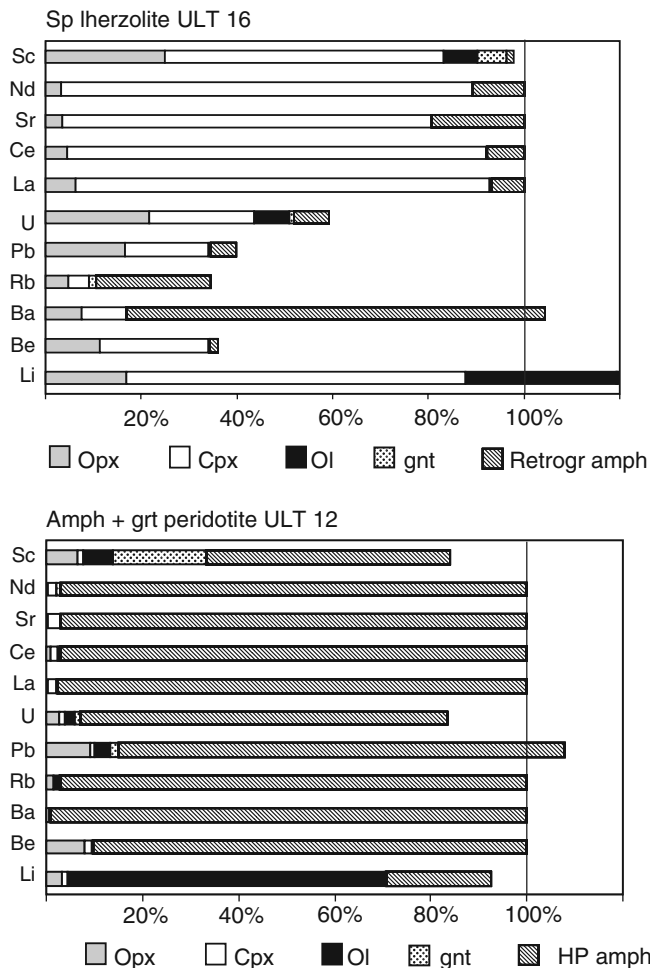 Sp lherzolite ULT 16
Sc
Nd
Sr
Ce
La
U
Pb
Rb
Ba
Be
Li
20% 40% 60% 80% 100%
Opx Cpx Ol gnt Retrogr amph
Amph + grt peridotite ULT 12
Sc
Nd
Sr
Ce
La
U
Pb
Rb
Ba
Be
Li
20% 40% 60% 80% 100%
Opx Cpx Ol gnt HP amph